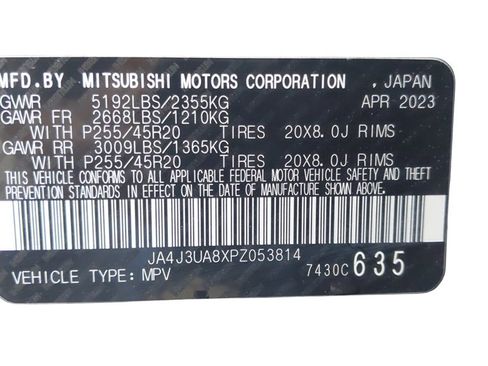 MFD.BY MITSUBISHI MOTORS CORPORATION , JAPAN
GVWR 5192LBS/2355KG APR 2023
GAWR FR 2668LBS/1210KG
WITH P255/45R20 TIRES 20X8.0J RIMS
GAWR RR 3009LBS/1365KG
WITH P255/45R20 TIRES 20X8.0J RIMS
THIS VEHICLE CONFORMS TO ALL APPLICABLE FEDERAL MOTOR VEHICLE SAFETY AND THEFT
PREVENTION STANDARDS IN EFFECT ON THE DATE OF MANUFACTURE SHOWN ABOVE.
JA4J3UA8XPZ053814
VEHICLE TYPE: MPV 7430C 635